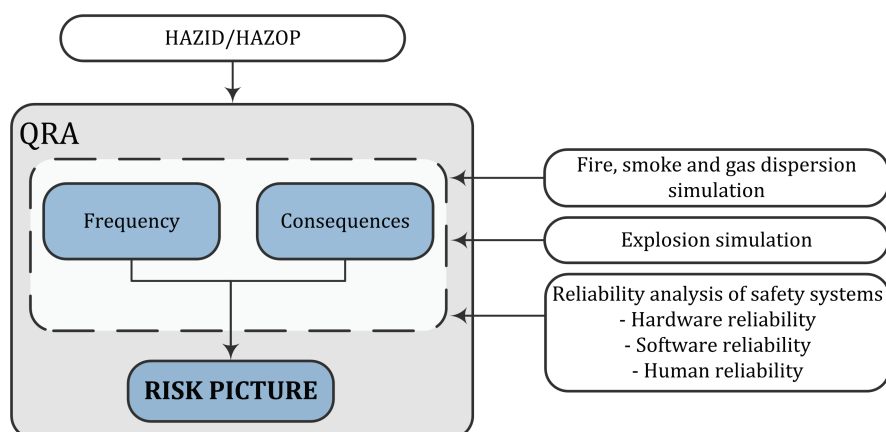 HAZID/HAZOP
QRA
Frequency
Consequences
RISK PICTURE
Fire, smoke and gas dispersion
simulation
Explosion simulation
Reliability analysis of safety systems
- Hardware reliability
- Software reliability
- Human reliability